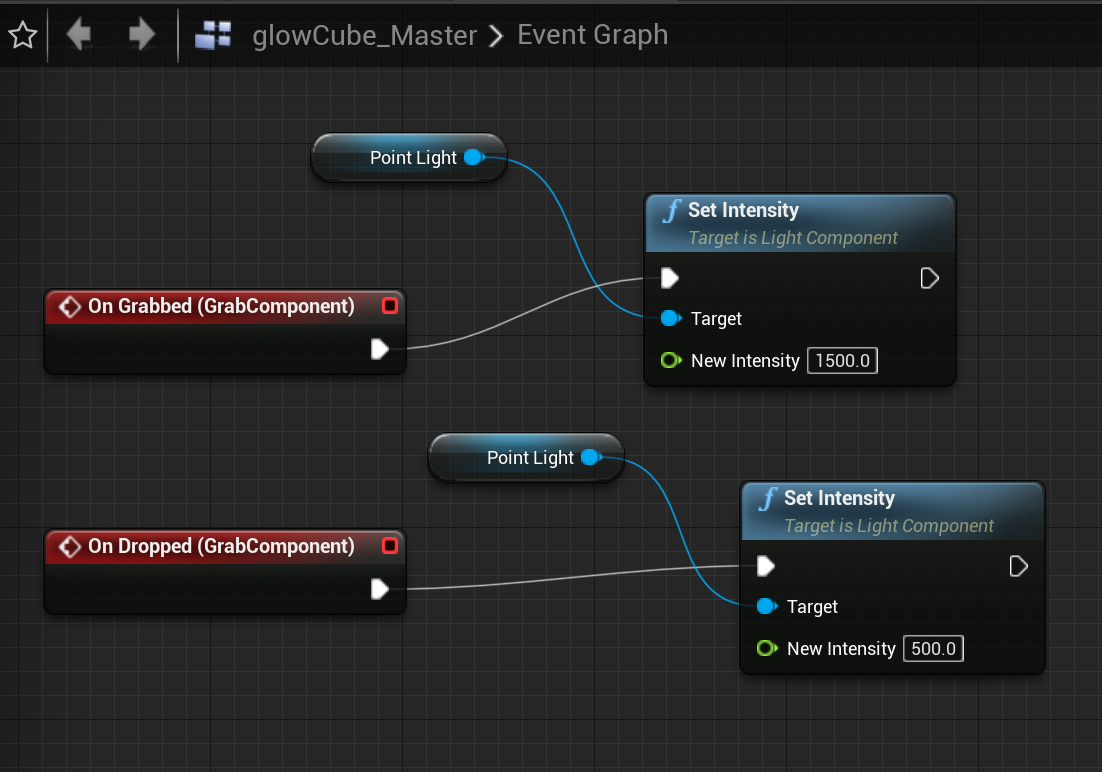 glowCube_Master > Event Graph
Point Light
f Set Intensity
Target is Light Component
On Grabbed (GrabComponent)
Target
New Intensity 1500.0
Point Light
f Set Intensity
Target is Light Component
On Dropped (GrabComponent)
Target
New Intensity 500.0